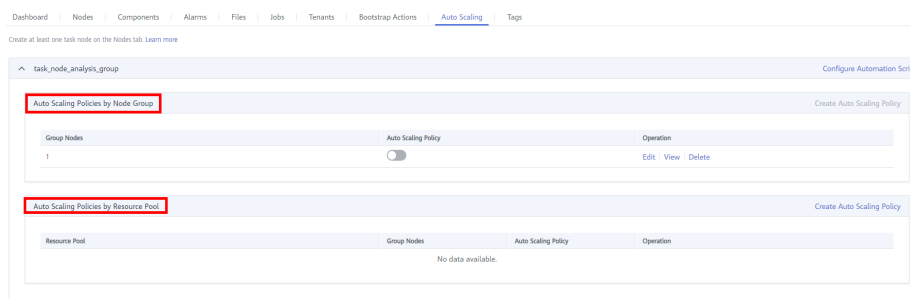 Dashboard Nodes Components Alarms Files Jobs Tenants Bootstrap Actions Auto Scaling Tags
Create at least one task node on the Nodes tab. Learn more
task_node_analysis_group Configure Automation Scri
Auto Scaling Policies by Node Group Create Auto Scaling Policy
Group Nodes Auto Scaling Policy Operation
1 Edit View Delete
Auto Scaling Policies by Resource Pool Create Auto Scaling Policy
Resource Pool Group Nodes Auto Scaling Policy Operation
No data available.